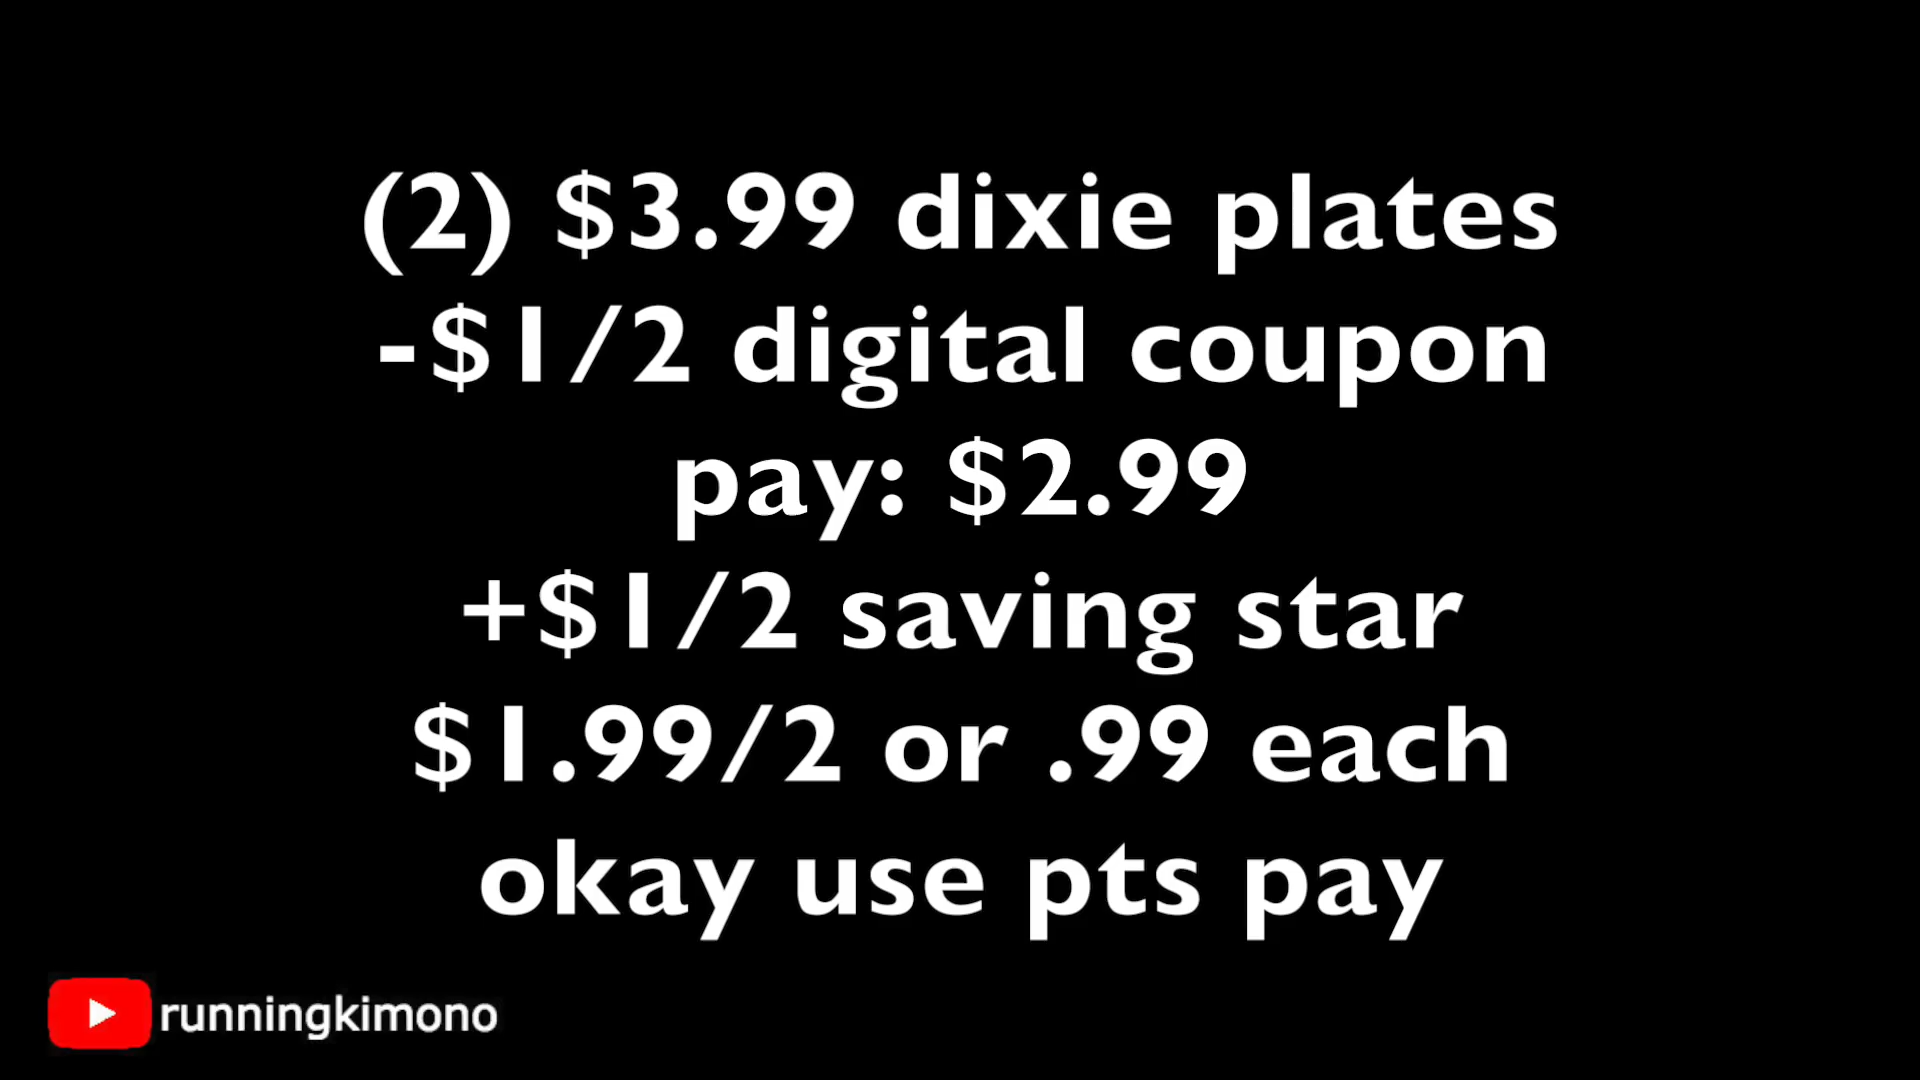 (2) $3.99 dixie plates
-$1/2 digital coupon
pay: $2.99
+$1/2 saving star
$1.99/2 or .99 each
okay use pts pay
runningkimono